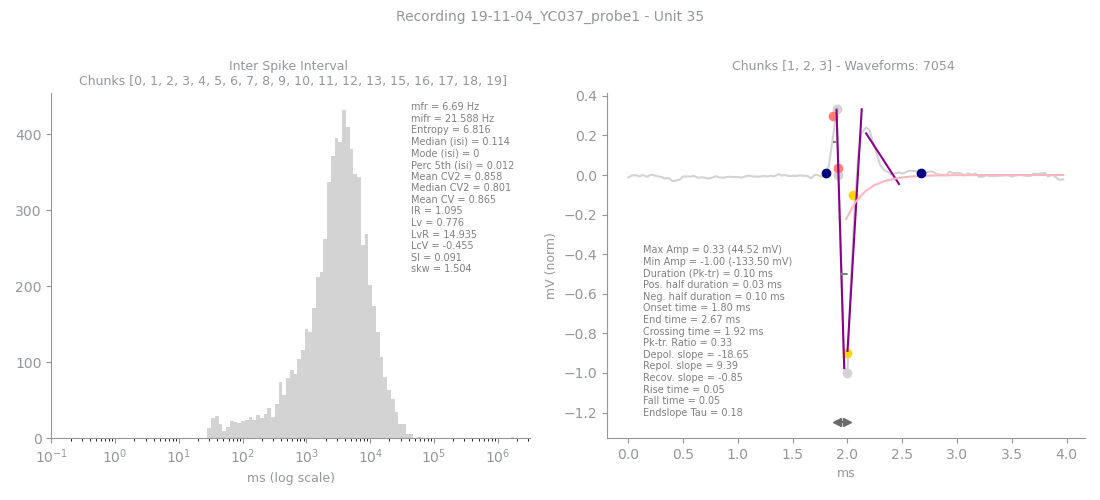 Recording 19-11-04_YC037_probe1 - Unit 35
Inter Spike Interval
Chunks [0, 1, 2, 3, 4, 5, 6, 7, 8, 9, 10, 11, 12, 13, 15, 16, 17, 18, 19]
400
300
200
100
0
mfr = 6.69 Hz
mifr = 21.588 Hz
Entropy = 6.816
Median (isi) = 0.114
Mode (isi) = 0
Perc 5th (isi) = 0.012
Mean CV2 = 0.858
Median CV2 = 0.801
Mean CV = 0.865
IR = 1.095
Lv = 0.776
LvR = 14.935
LcV = -0.455
SI = 0.091
skw = 1.504
10⁻¹ 10⁰ 10¹ 10² 10³ 10⁴ 10⁵ 10⁶
ms (log scale)
Chunks [1, 2, 3] - Waveforms: 7054
mV (norm)
0.4
0.2
0.0
−0.2
−0.4
−0.6
−0.8
−1.0
−1.2
Max Amp = 0.33 (44.52 mV)
Min Amp = -1.00 (-133.50 mV)
Duration (Pk-tr) = 0.10 ms
Pos. half duration = 0.03 ms
Neg. half duration = 0.10 ms
Onset time = 1.80 ms
End time = 2.67 ms
Crossing time = 1.92 ms
Pk-tr. Ratio = 0.33
Depol. slope = -18.65
Repol. slope = 9.39
Recov. slope = -0.85
Rise time = 0.05
Fall time = 0.05
Endslope Tau = 0.18
0.0 0.5 1.0 1.5 2.0 2.5 3.0 3.5 4.0
ms